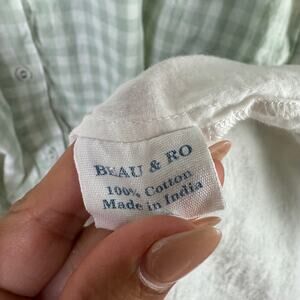 BEAU & RO
100% Cotton
Made in India